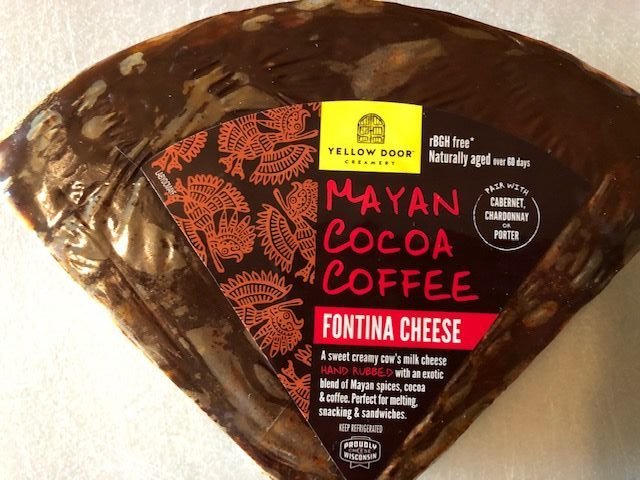 YELLOW DOOR
CREAMERY
rBGH free*
Naturally aged over 60 days
MAYAN
COCOA
COFFEE
PAIR WITH
CABERNET,
CHARDONNAY
OR
PORTER
FONTINA CHEESE
A sweet creamy cow's milk cheese
HAND RUBBED with an exotic
blend of Mayan spices, cocoa
& coffee. Perfect for melting,
snacking & sandwiches.
KEEP REFRIGERATED
PROUDLY
CHEESE
WISCONSIN